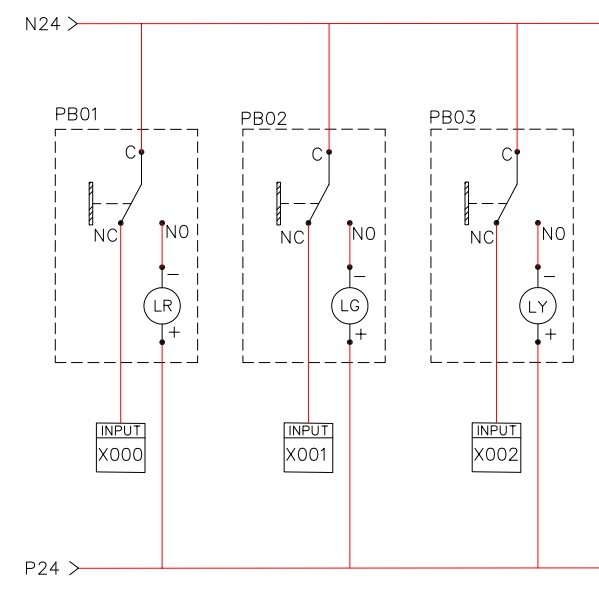 N24
PB01 PB02 PB03
C C C
NC NO NC NO NC NO
− − −
LR LG LY
+ + +
INPUT INPUT INPUT
X000 X001 X002
P24